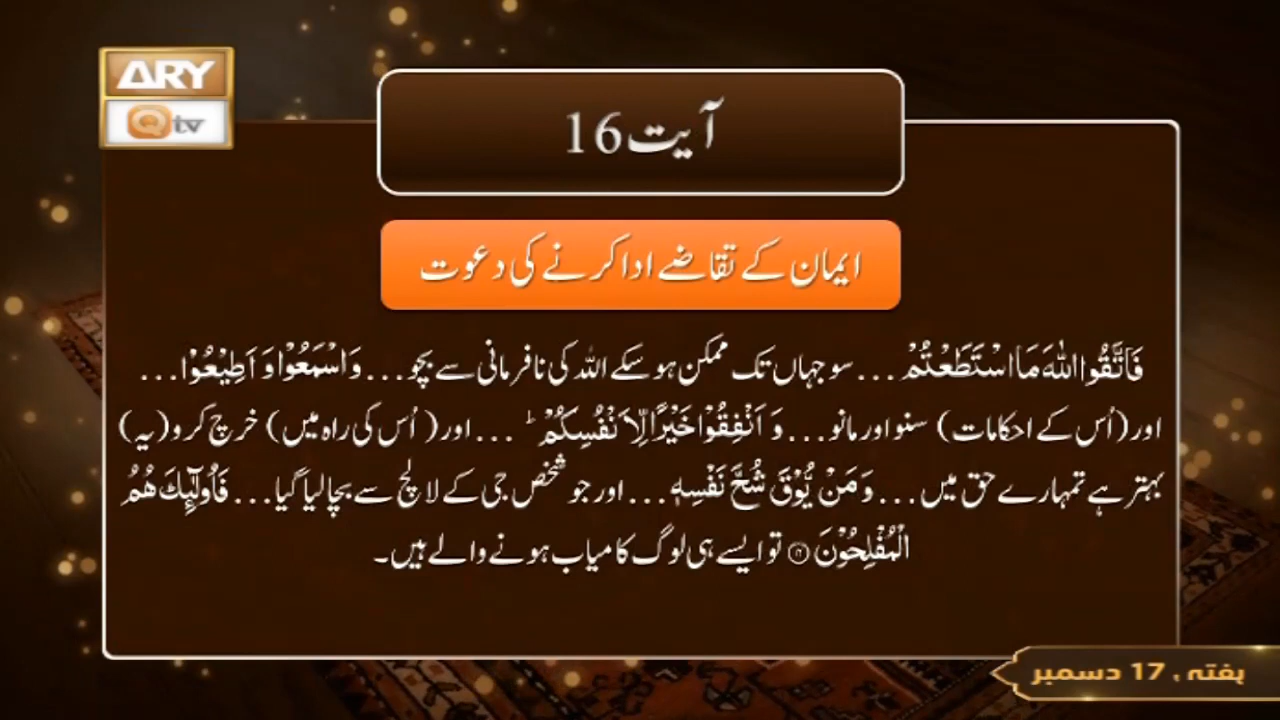 ARY
Qtv
آیت 16
ایمان کے تقاضے ادا کرنے کی دعوت
فَاتَّقُوا اللّٰهَ مَا اسْتَطَعْتُمْ... سو جہاں تک ممکن ہو سکے اللہ کی نافرمانی سے بچو... وَاسْمَعُوْا وَ اَطِیْعُوْا...
اور (اُس کے احکامات) سنو اور مانو... وَ اَنْفِقُوْا خَیْرًا لِّاَنْفُسِكُمْ ؕ ... اور (اُس کی راہ میں) خرچ کرو (یہ)
بہتر ہے تمہارے حق میں... وَ مَنْ یُّوْقَ شُحَّ نَفْسِهٖ... اور جو شخص جی کے لالچ سے بچا لیا گیا... فَاُولٰٓىِٕكَ هُمُ
الْمُفْلِحُوْنَ ۝۱۶ تو ایسے ہی لوگ کامیاب ہونے والے ہیں۔
ہفتہ، 17 دسمبر